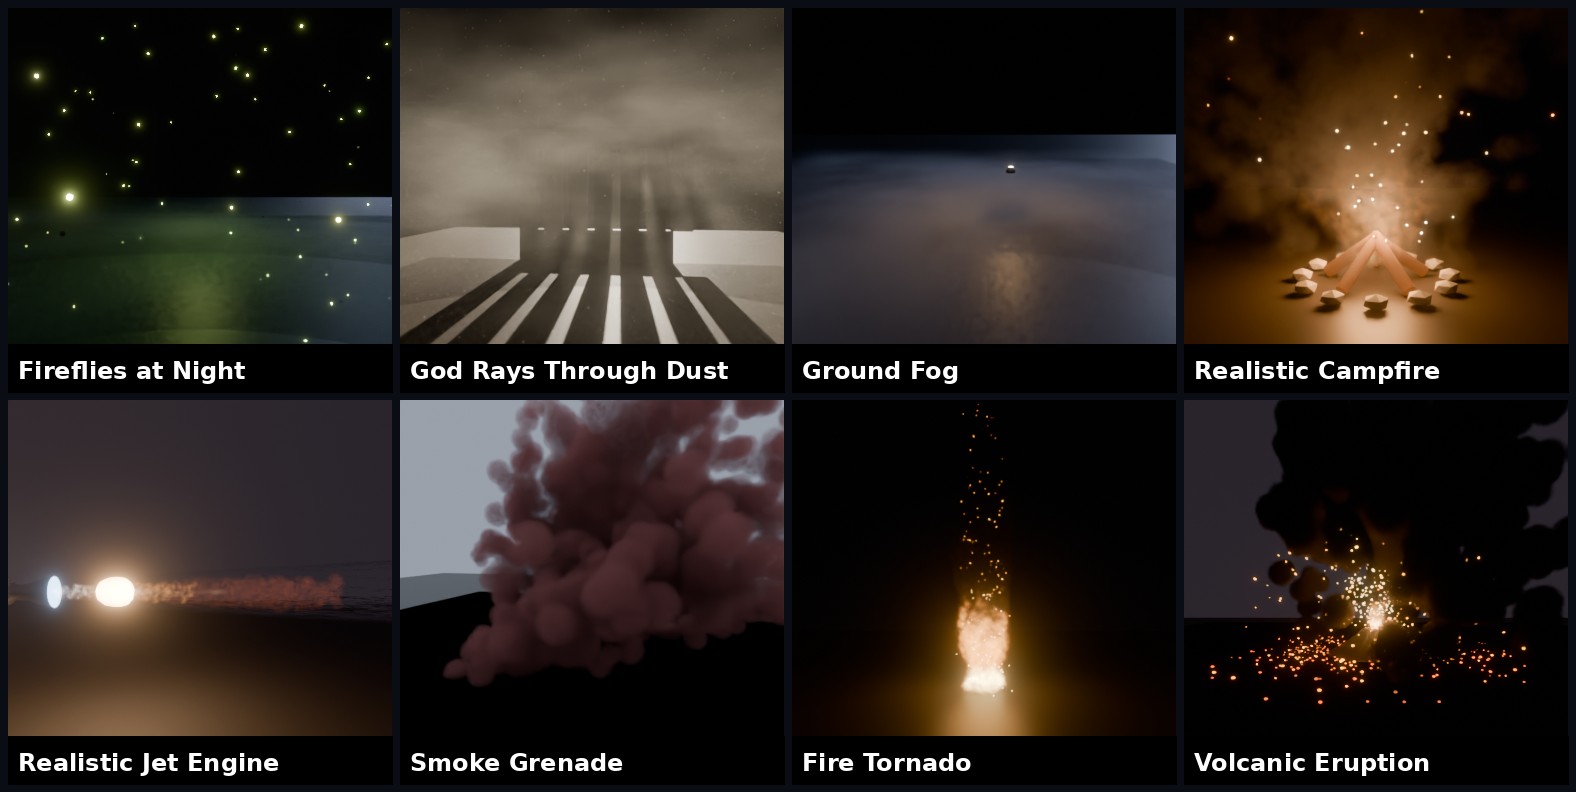 Fireflies at Night
God Rays Through Dust
Ground Fog
Realistic Campfire
Realistic Jet Engine
Smoke Grenade
Fire Tornado
Volcanic Eruption